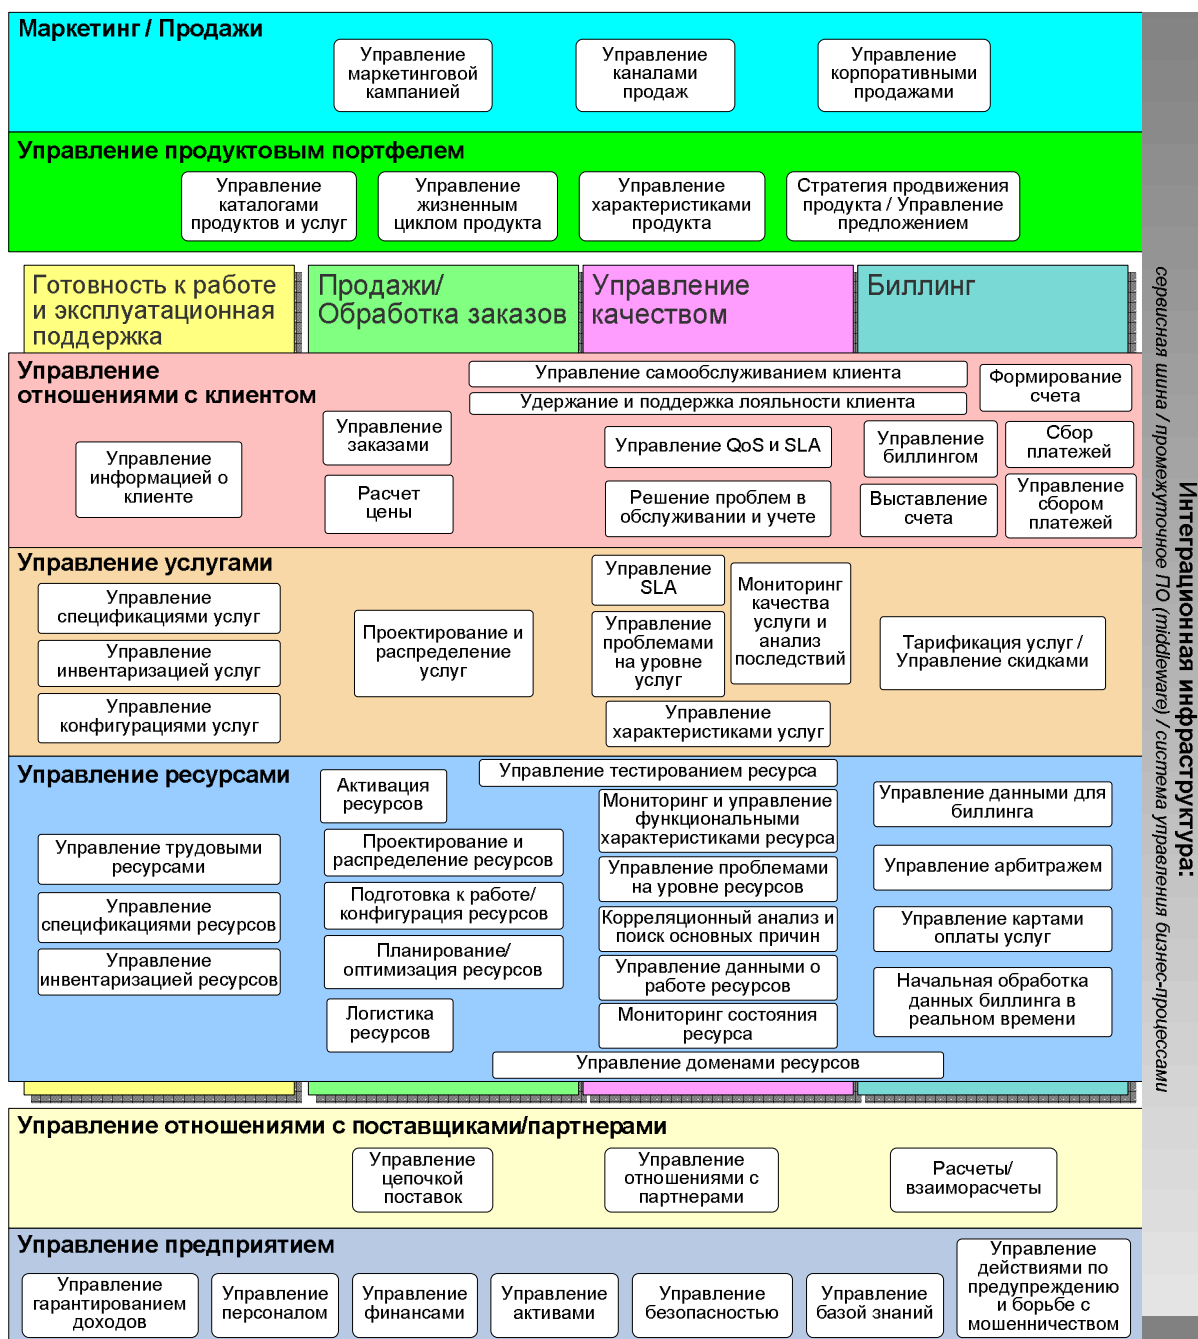 Маркетинг / Продажи
Управление
маркетинговой
кампанией
Управление
каналами
продаж
Управление
корпоративными
продажами
Управление продуктовым портфелем
Управление
каталогами
продуктов и услуг
Управление
жизненным
циклом продукта
Управление
характеристиками
продукта
Стратегия продвижения
продукта / Управление
предложением
Готовность к работе
и эксплуатационная
поддержка
Продажи/
Обработка заказов
Управление
качеством
Биллинг
Управление
отношениями с клиентом
Управление самообслуживанием клиента
Удержание и поддержка лояльности клиента
Формирование
счета
Управление
информацией о
клиенте
Управление
заказами
Расчет
цены
Управление QoS и SLA
Решение проблем в
обслуживании и учете
Управление
биллингом
Выставление
счета
Сбор
платежей
Управление
сбором
платежей
Управление услугами
Управление
спецификациями услуг
Управление
инвентаризацией услуг
Управление
конфигурациями услуг
Проектирование и
распределение
услуг
Управление
SLA
Управление
проблемами
на уровне
услуг
Мониторинг
качества
услуги и
анализ
последствий
Управление
характеристиками услуг
Тарификация услуг /
Управление скидками
Управление ресурсами
Управление трудовыми
ресурсами
Управление
спецификациями ресурсов
Управление
инвентаризацией ресурсов
Активация
ресурсов
Проектирование и
распределение ресурсов
Подготовка к работе/
конфигурация ресурсов
Планирование/
оптимизация ресурсов
Логистика
ресурсов
Управление тестированием ресурса
Мониторинг и управление
функциональными
характеристиками ресурса
Управление проблемами
на уровне ресурсов
Корреляционный анализ и
поиск основных причин
Управление данными о
работе ресурсов
Мониторинг состояния
ресурса
Управление доменами ресурсов
Управление данными для
биллинга
Управление арбитражем
Управление картами
оплаты услуг
Начальная обработка
данных биллинга в
реальном времени
Управление отношениями с поставщиками/партнерами
Управление
цепочкой
поставок
Управление
отношениями с
партнерами
Расчеты/
взаиморасчеты
Управление предприятием
Управление
гарантированием
доходов
Управление
персоналом
Управление
финансами
Управление
активами
Управление
безопасностью
Управление
базой знаний
Управление
действиями по
предупреждению
и борьбе с
мошенничеством
Интеграционная инфраструктура:
сервисная шина / промежуточное ПО (middleware) / система управления бизнес-процессами